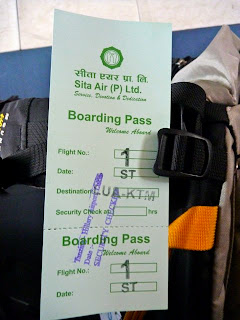 सीता एयर प्रा. लि.
Sita Air (P) Ltd.
Service, Devotion & Dedication
Boarding Pass
Welcome Aboard
Flight No.: 1
Date: ST
Destination: LUA-KTM
Security Check at hrs
Boarding Pass
Welcome Aboard
Flight No.: 1
Date: ST